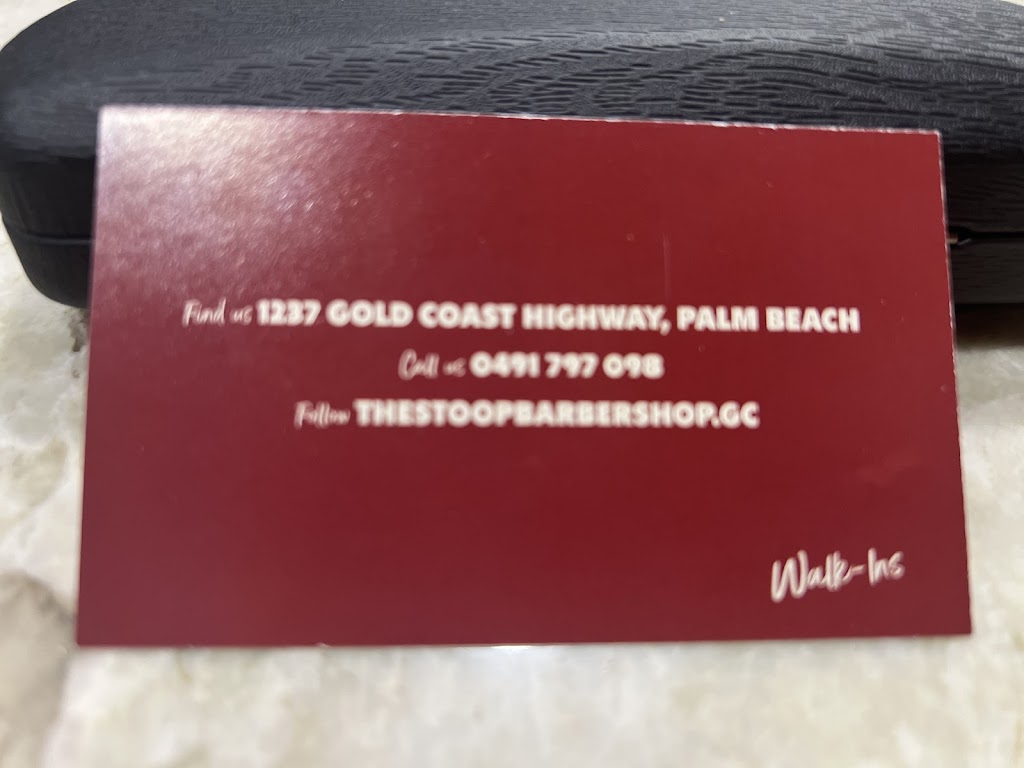 Find us 1237 GOLD COAST HIGHWAY, PALM BEACH
Call us 0491 797 098
Follow THESTOOPBARBERSHOP.GC
Walk-Ins